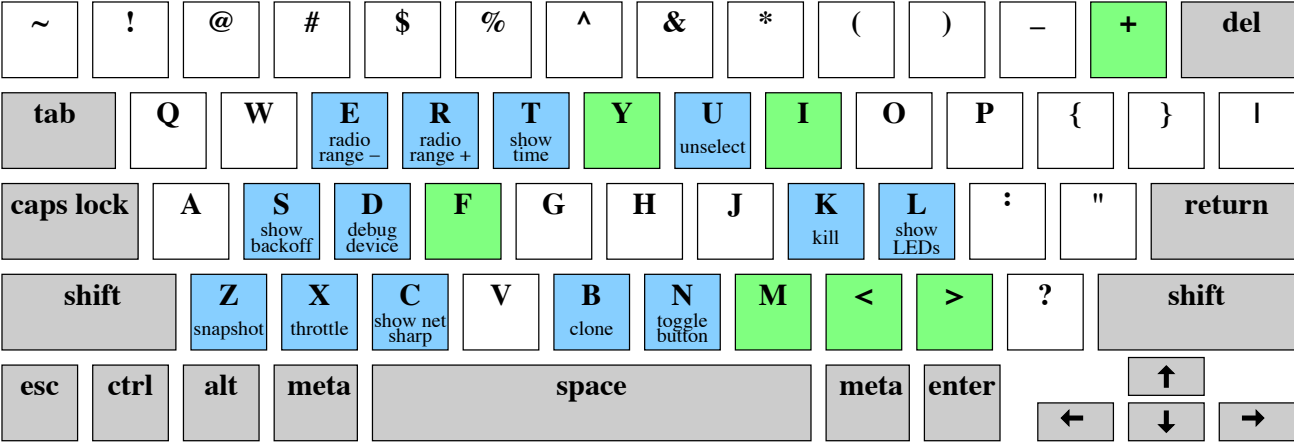 ~ ! @ # $ % ^ & * ( ) _ + del
tab Q W E R T Y U I O P { } |
radio radio show unselect
range – range + time
caps lock A S D F G H J K L : " return
show debug kill show
backoff device LEDs
shift Z X C V B N M < > ? shift
snapshot throttle show net clone toggle
sharp button
esc ctrl alt meta space meta enter ↑
← ↓ →